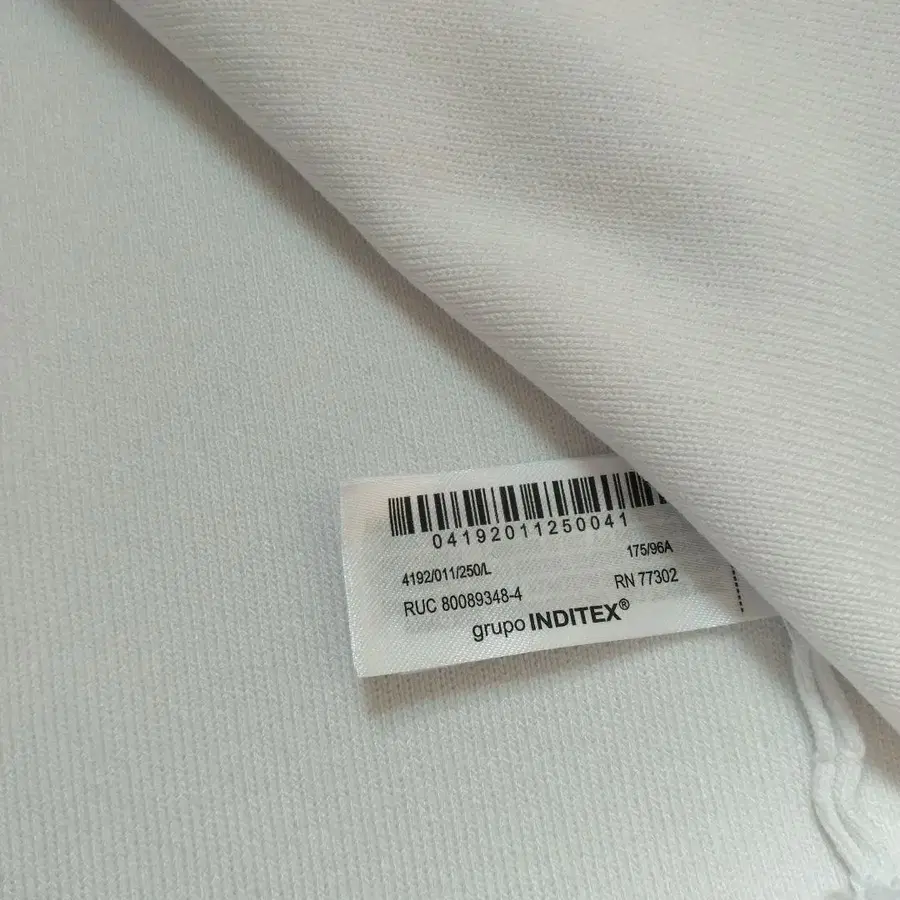 04192011250041
175/96A
4192/011/250/L
RN 77302
RUC 80089348-4
grupo INDITEX®